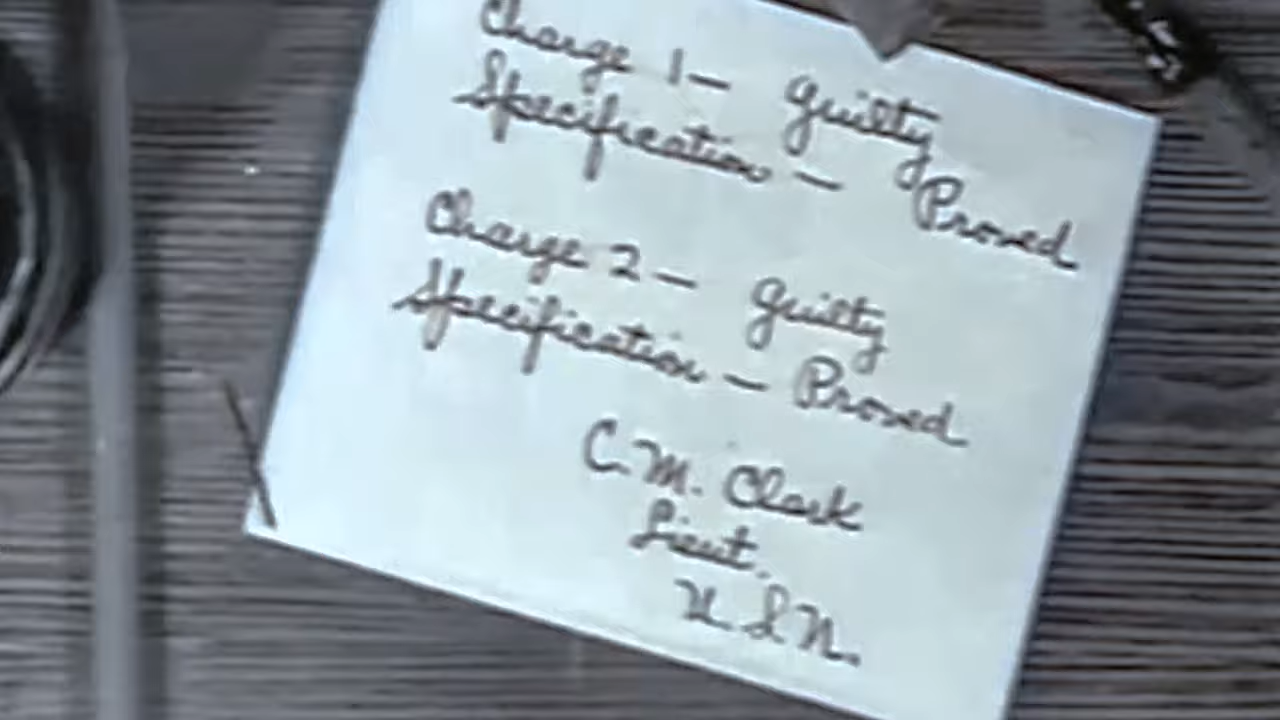 Charge 1 — Guilty
Specification — Proved
Charge 2 — Guilty
Specification — Proved
C. M. Clark
Lieut.
U.S.N.